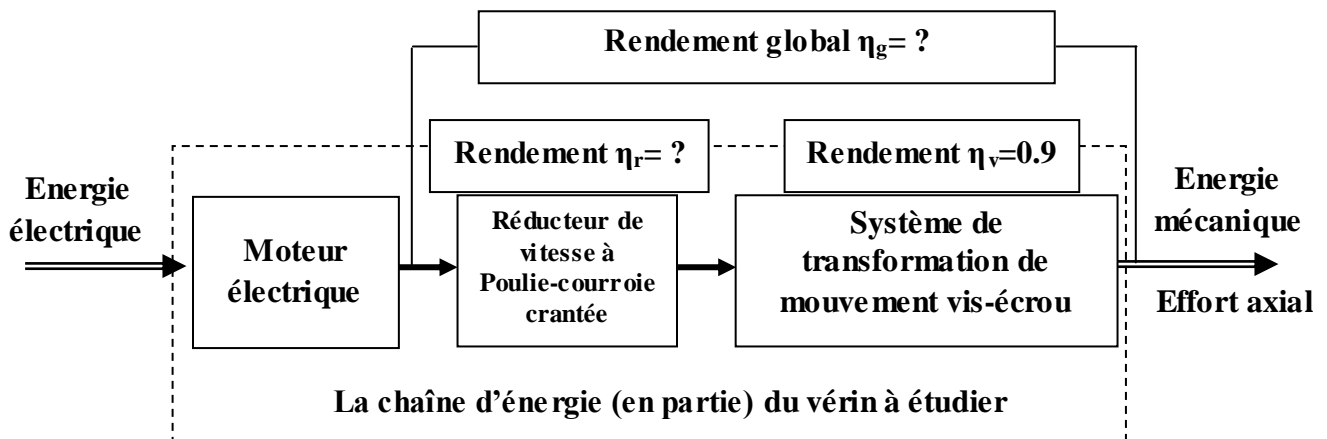 Rendement global ηg= ?
Rendement ηr= ?
Rendement ηv=0.9
Energie
électrique
Moteur
électrique
Réducteur de
vitesse à
Poulie-courroie
crantée
Système de
transformation de
mouvement vis-écrou
Energie
mécanique
Effort axial
La chaîne d’énergie (en partie) du vérin à étudier